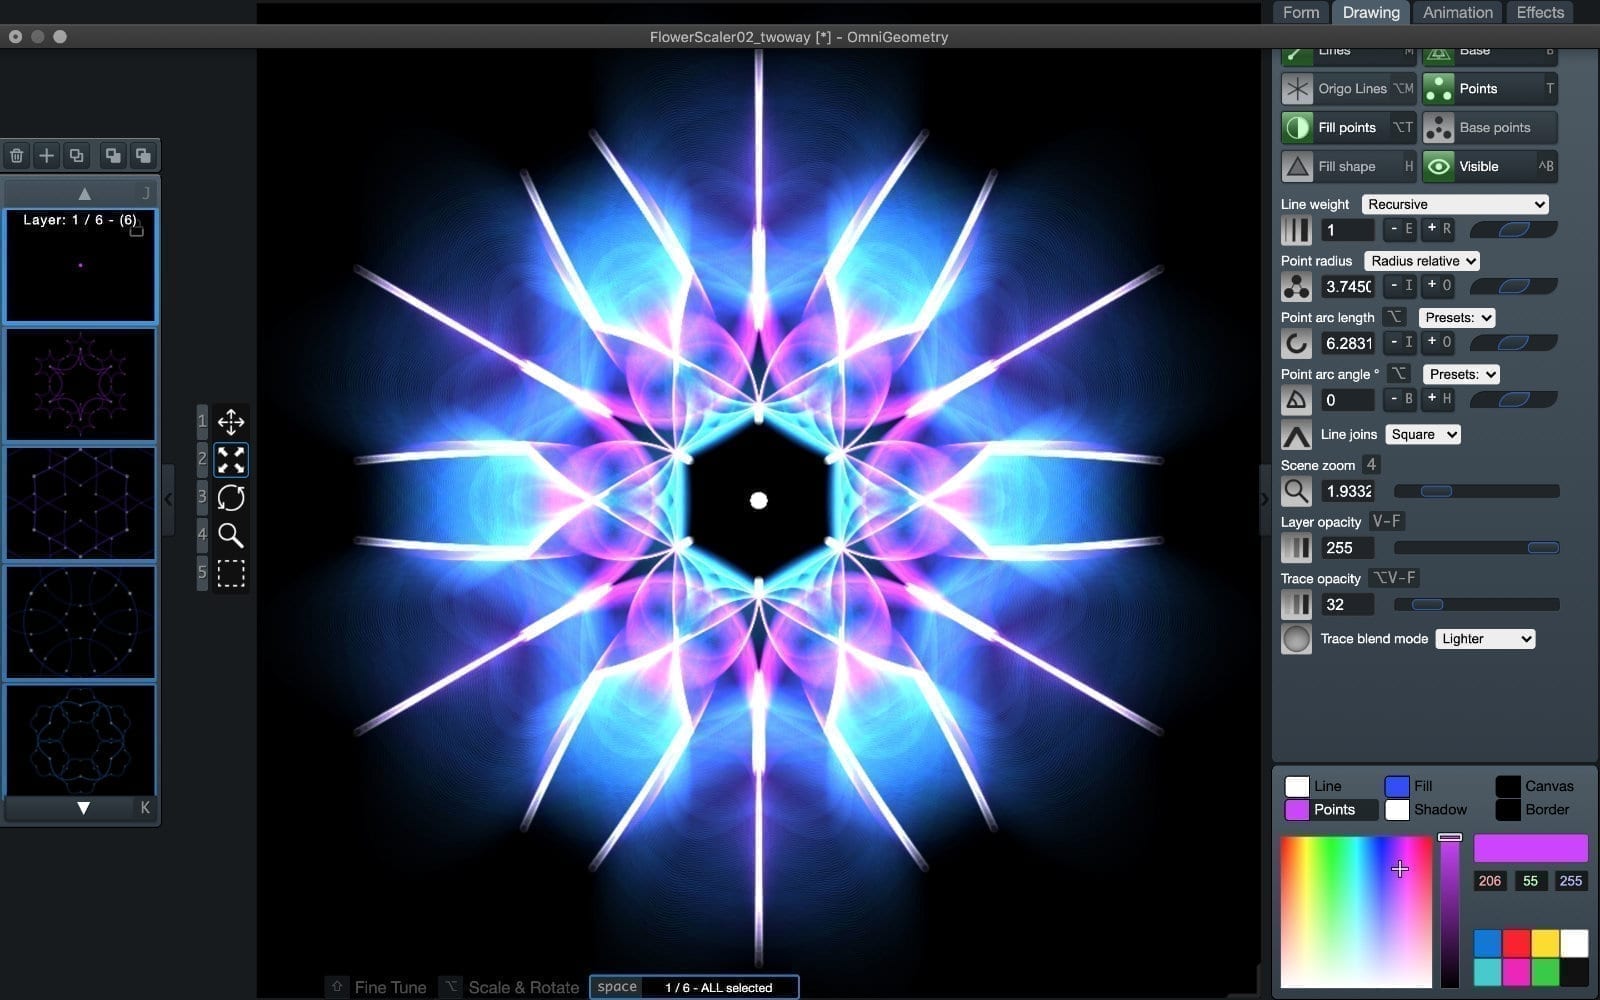 Form Drawing Animation Effects
FlowerScaler02_twoway [*] - OmniGeometry
Lines M Base B
Origo Lines ⌥M Points T
Fill points ⌥T Base points
Fill shape H Visible ^B
Line weight Recursive
1 - E + R
Point radius Radius relative
3.7450 - I + O
Point arc length ⌥ Presets:
6.2831 - I + O
Point arc angle ° ⌥ Presets:
0 - B + H
Line joins Square
Scene zoom 4
1.9332
Layer opacity V-F
255
Trace opacity ⌥V-F
32
Trace blend mode Lighter
Line Fill Canvas
Points Shadow Border
206 55 255
J
Layer: 1 / 6 - (6)
K
1
2
3
4
5
⇧ Fine Tune ⌥ Scale & Rotate space 1 / 6 - ALL selected